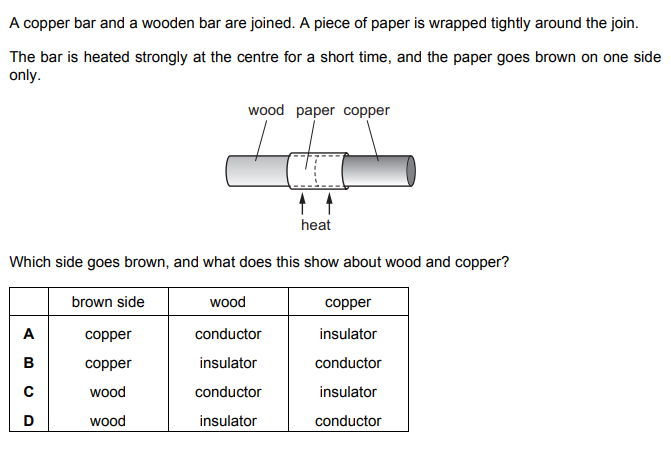 A copper bar and a wooden bar are joined. A piece of paper is wrapped tightly around the join.
The bar is heated strongly at the centre for a short time, and the paper goes brown on one side
only.
wood paper copper
heat
Which side goes brown, and what does this show about wood and copper?
brown side wood copper
A copper conductor insulator
B copper insulator conductor
C wood conductor insulator
D wood insulator conductor